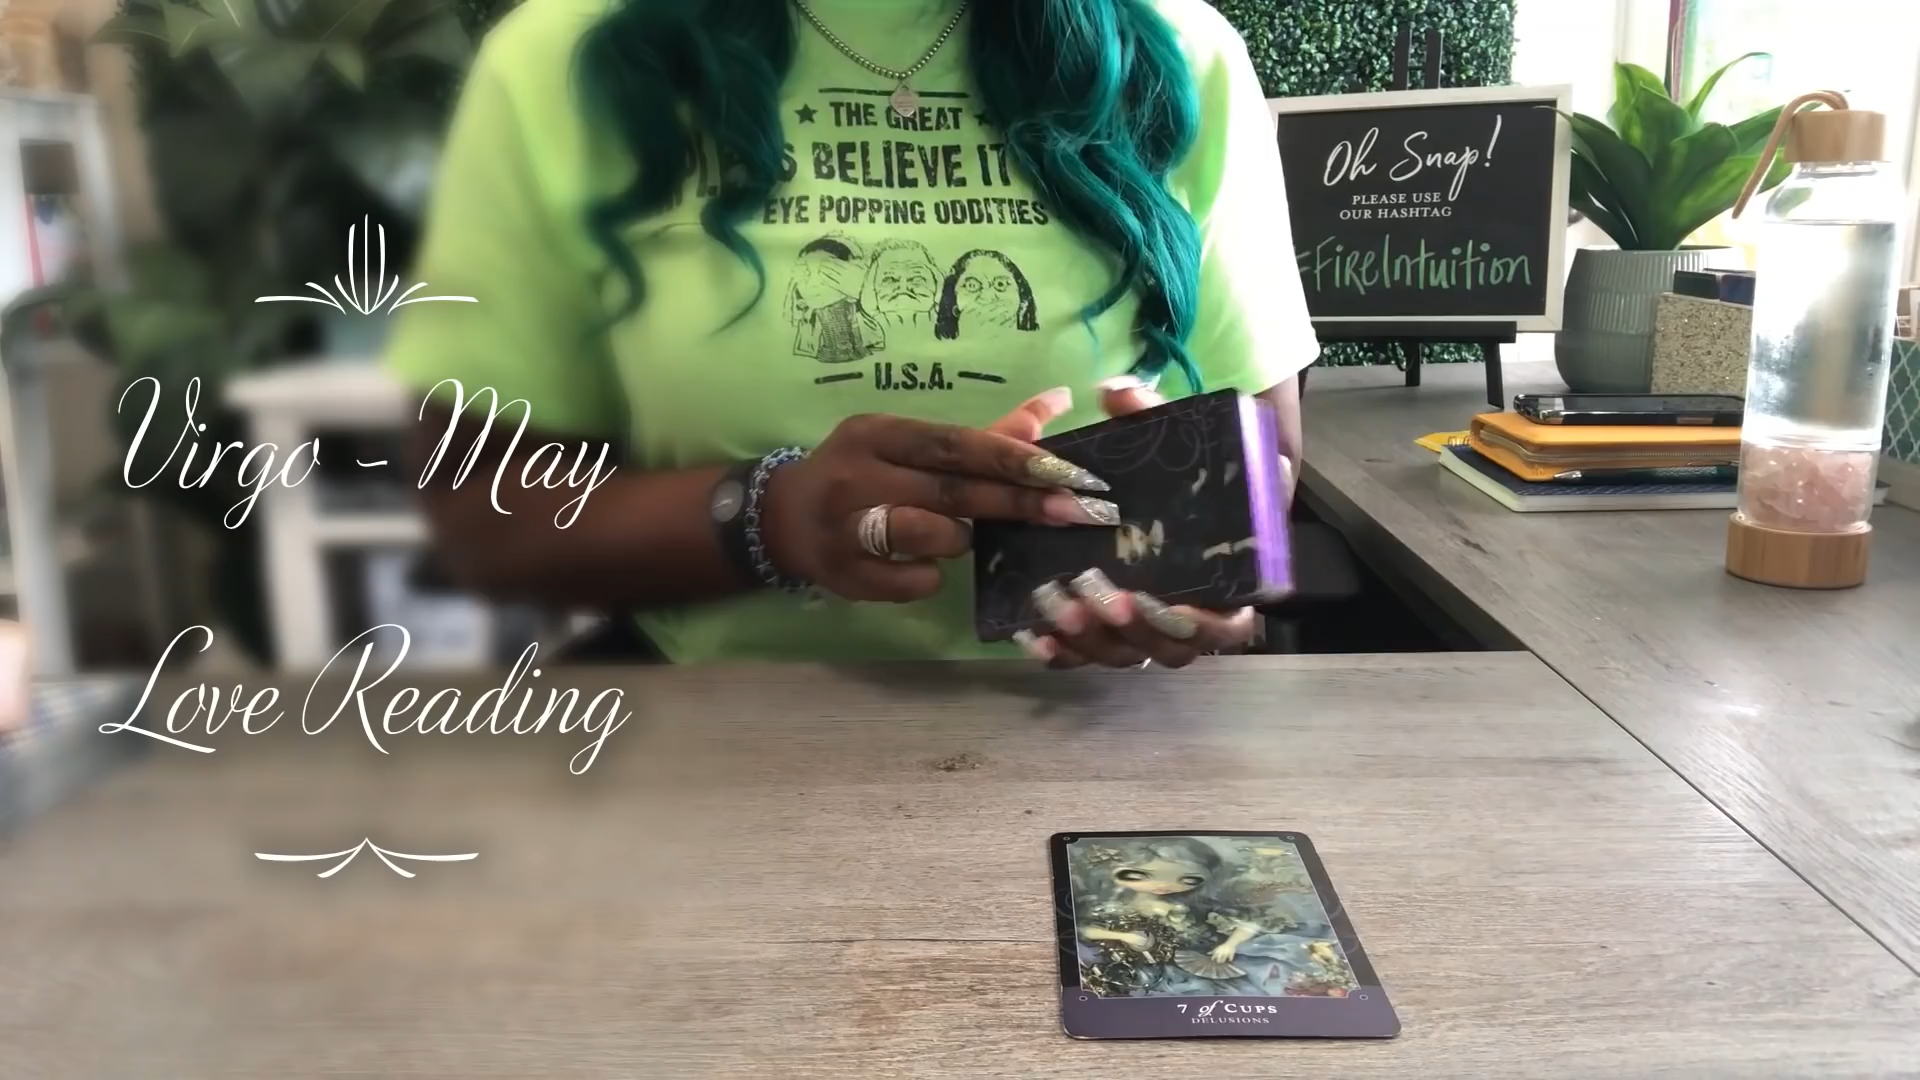 Virgo - May
Love Reading
THE GREAT
BELIEVE IT
EYE POPPING ODDITIES
U.S.A.
Oh Snap!
PLEASE USE
OUR HASHTAG
#FireIntuition
7 of CUPS
DELUSIONS